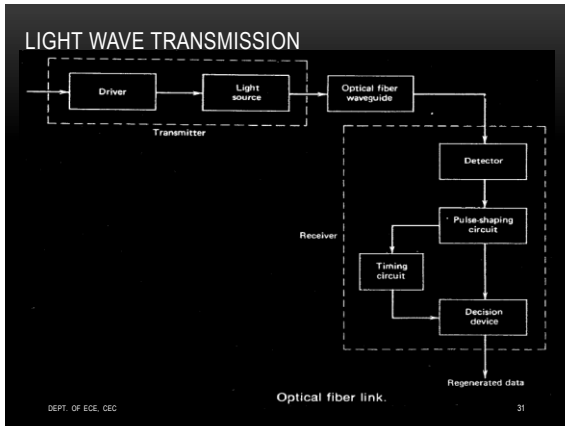 LIGHT WAVE TRANSMISSION
Driver
Light
source
Optical fiber
waveguide
Transmitter
Detector
Receiver
Pulse-shaping
circuit
Timing
circuit
Decision
device
Regenerated data
Optical fiber link.
DEPT. OF ECE, CEC
31